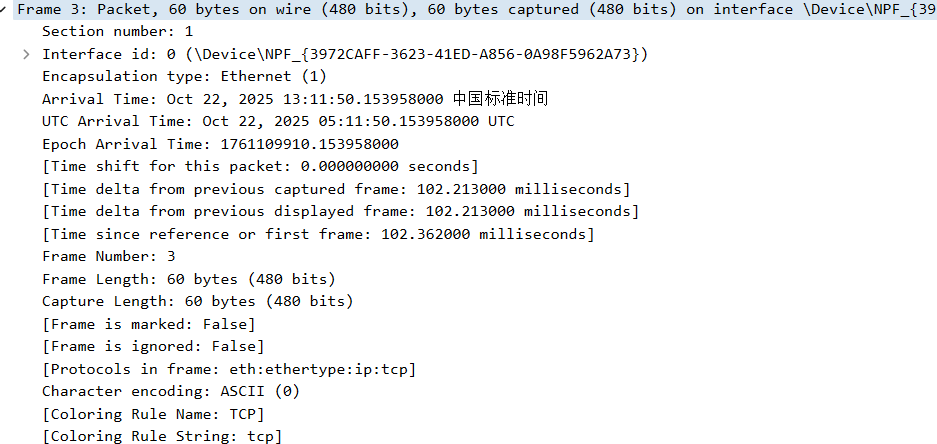 Frame 3: Packet, 60 bytes on wire (480 bits), 60 bytes captured (480 bits) on interface \Device\NPF_{39
Section number: 1
Interface id: 0 (\Device\NPF_{3972CAFF-3623-41ED-A856-0A98F5962A73})
Encapsulation type: Ethernet (1)
Arrival Time: Oct 22, 2025 13:11:50.153958000 中国标准时间
UTC Arrival Time: Oct 22, 2025 05:11:50.153958000 UTC
Epoch Arrival Time: 1761109910.153958000
[Time shift for this packet: 0.000000000 seconds]
[Time delta from previous captured frame: 102.213000 milliseconds]
[Time delta from previous displayed frame: 102.213000 milliseconds]
[Time since reference or first frame: 102.362000 milliseconds]
Frame Number: 3
Frame Length: 60 bytes (480 bits)
Capture Length: 60 bytes (480 bits)
[Frame is marked: False]
[Frame is ignored: False]
[Protocols in frame: eth:ethertype:ip:tcp]
Character encoding: ASCII (0)
[Coloring Rule Name: TCP]
[Coloring Rule String: tcp]